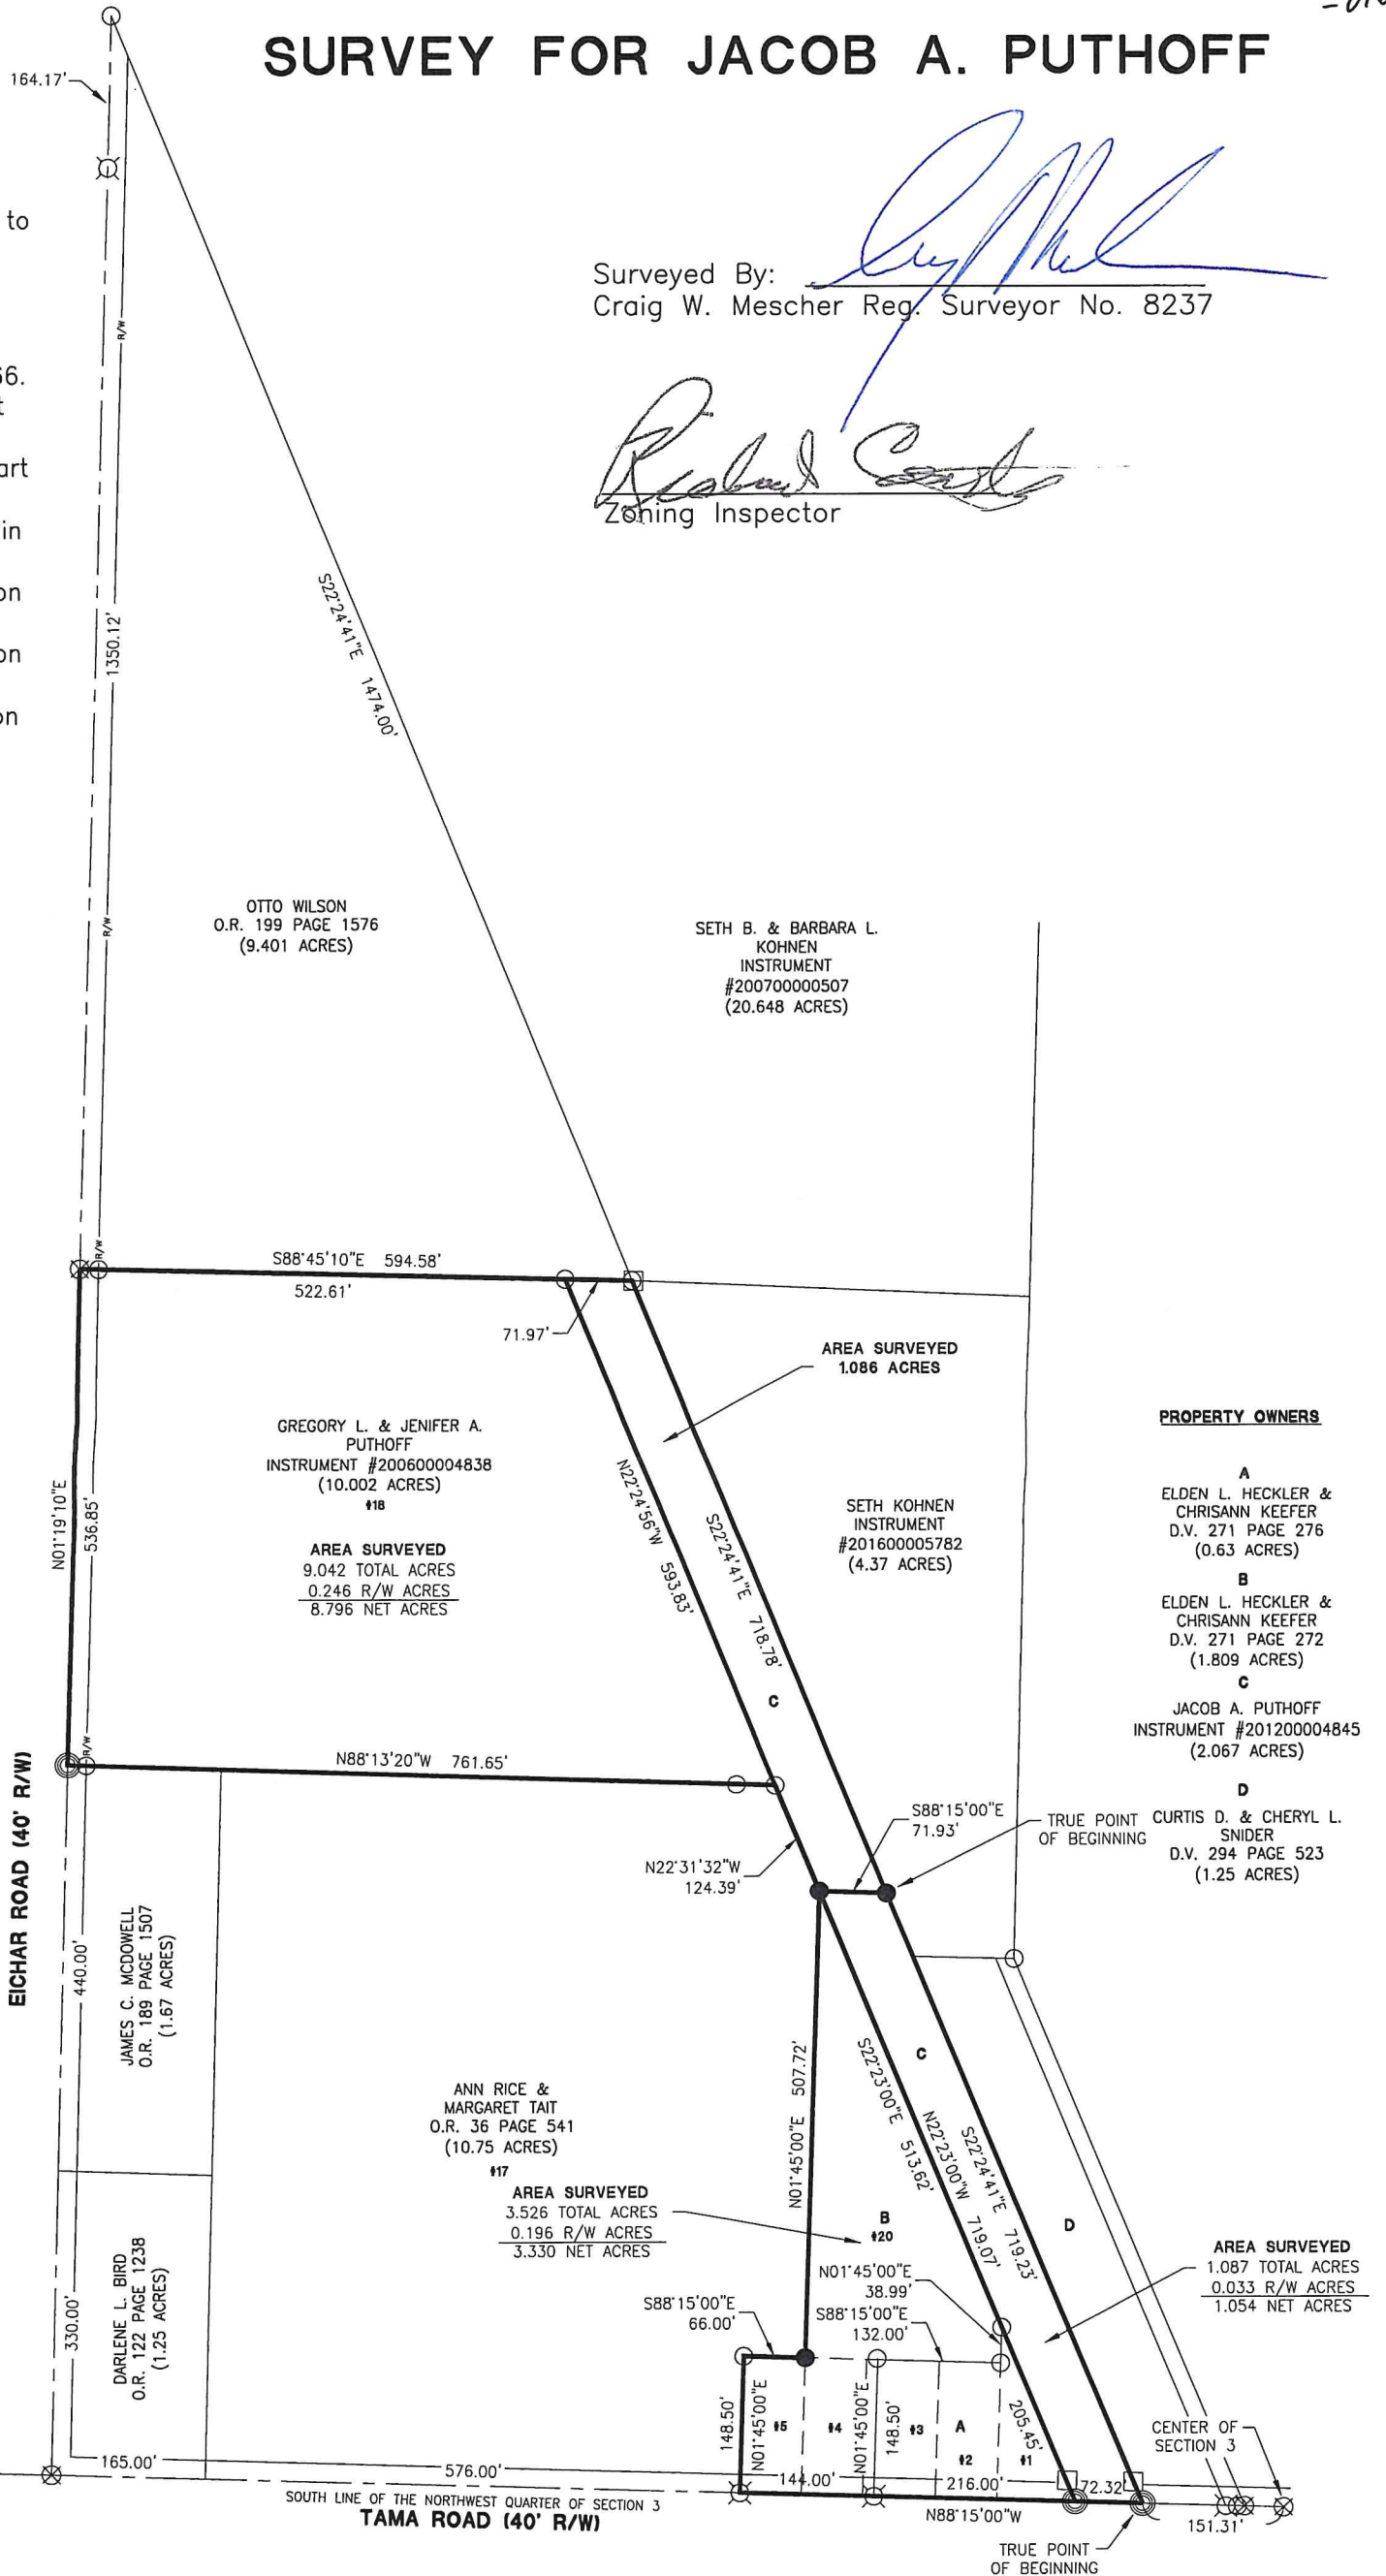 SURVEY FOR JACOB A. PUTHOFF
164.17'
to
Surveyed By:
Craig W. Mescher Reg. Surveyor No. 8237
66.
art
in
on
on
on
Zoning Inspector
R/W
1350.12'
S22°24'41"E 1474.00'
R/W
OTTO WILSON
O.R. 199 PAGE 1576
(9.401 ACRES)
SETH B. & BARBARA L.
KOHNEN
INSTRUMENT
#200700000507
(20.648 ACRES)
R/W
S88°45'10"E 594.58'
522.61'
71.97'
AREA SURVEYED
1.086 ACRES
GREGORY L. & JENIFER A.
PUTHOFF
INSTRUMENT #200600004838
(10.002 ACRES)
#18
AREA SURVEYED
9.042 TOTAL ACRES
0.246 R/W ACRES
8.796 NET ACRES
N01°19'10"E
536.85'
N22°24'56"W 593.83'
S22°24'41"E 718.78'
C
SETH KOHNEN
INSTRUMENT
#201600005782
(4.37 ACRES)
PROPERTY OWNERS
A
ELDEN L. HECKLER &
CHRISANN KEEFER
D.V. 271 PAGE 276
(0.63 ACRES)
B
ELDEN L. HECKLER &
CHRISANN KEEFER
D.V. 271 PAGE 272
(1.809 ACRES)
C
JACOB A. PUTHOFF
INSTRUMENT #201200004845
(2.067 ACRES)
D
CURTIS D. & CHERYL L.
SNIDER
D.V. 294 PAGE 523
(1.25 ACRES)
R/W
N88°13'20"W 761.65'
S88°15'00"E
71.93'
TRUE POINT
OF BEGINNING
N22°31'32"W
124.39'
EICHAR ROAD (40' R/W)
440.00'
JAMES C. MCDOWELL
O.R. 189 PAGE 1507
(1.67 ACRES)
ANN RICE &
MARGARET TAIT
O.R. 36 PAGE 541
(10.75 ACRES)
#17
AREA SURVEYED
3.526 TOTAL ACRES
0.196 R/W ACRES
3.330 NET ACRES
N01°45'00"E 507.72'
C
S22°23'00"E 513.62'
N22°23'00"W 719.07'
S22°24'41"E 719.23'
B
#20
D
AREA SURVEYED
1.087 TOTAL ACRES
0.033 R/W ACRES
1.054 NET ACRES
330.00'
DARLENE L. BIRD
O.R. 122 PAGE 1238
(1.25 ACRES)
N01°45'00"E
38.99'
S88°15'00"E
66.00'
S88°15'00"E
132.00'
148.50'
N01°45'00"E
#5
#4
N01°45'00"E
148.50'
#3
A
#2
#1
205.45'
CENTER OF
SECTION 3
165.00'
576.00'
144.00'
216.00'
72.32'
SOUTH LINE OF THE NORTHWEST QUARTER OF SECTION 3
TAMA ROAD (40' R/W)
N88°15'00"W
151.31'
TRUE POINT
OF BEGINNING